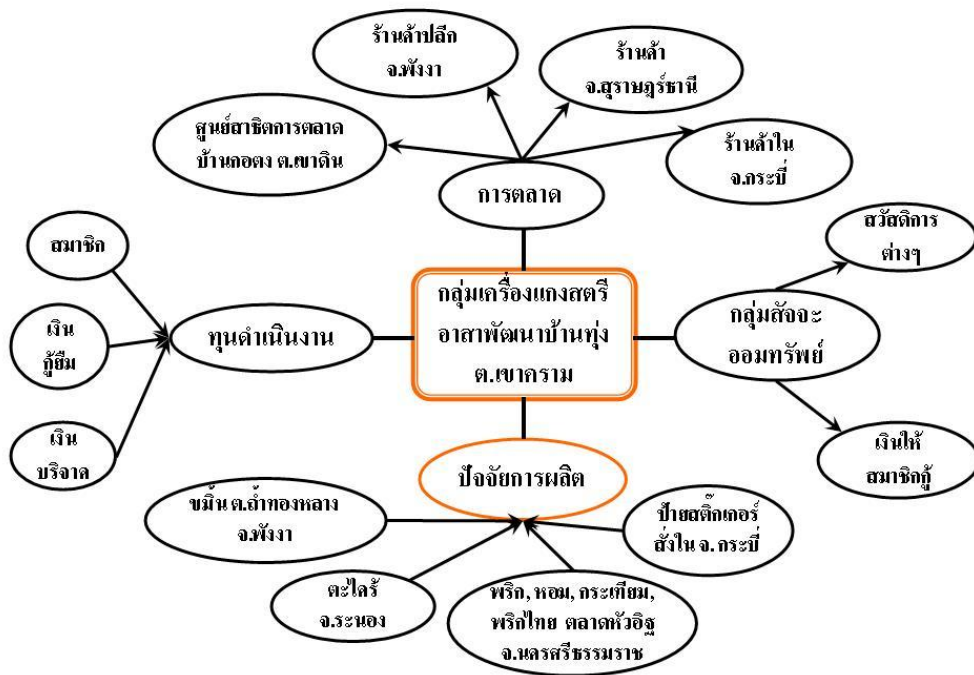 ร้านค้าปลีก
จ.พังงา
ร้านค้า
จ.สุราษฎร์ธานี
ศูนย์สาธิตการตลาด
บ้านกอตง ต.เขาดิน
ร้านค้าใน
จ.กระบี่
การตลาด
สวัสดิการ
ต่างๆ
สมาชิก
กลุ่มเครื่องแกงสตรี
อาสาพัฒนาบ้านทุ่ง
ต.เขาคราม
กลุ่มสัจจะ
ออมทรัพย์
ทุนดำเนินงาน
เงิน
กู้ยืม
เงิน
บริจาค
เงินให้
สมาชิกกู้
ปัจจัยการผลิต
ขมิ้น ต.ถ้ำทองหลาง
จ.พังงา
ป้ายสติ๊กเกอร์
สั่งใน จ. กระบี่
ตะไคร้
จ.ระนอง
พริก, หอม, กระเทียม,
พริกไทย ตลาดหัวอิฐ
จ.นครศรีธรรมราช